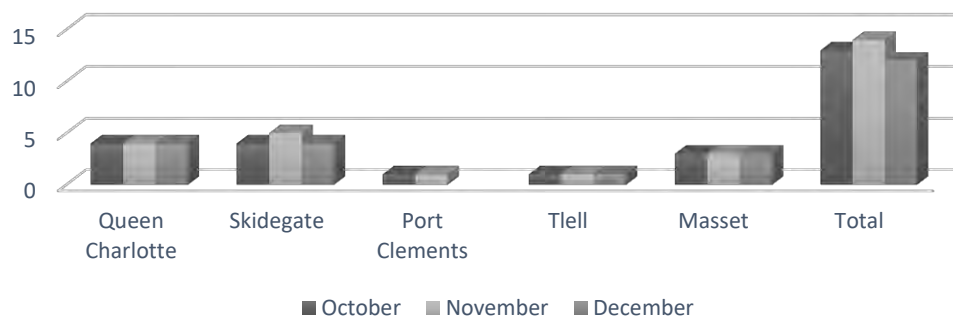 15
10
5
0
Queen
Charlotte
Skidegate
Port
Clements
Tlell
Masset
Total
October November December